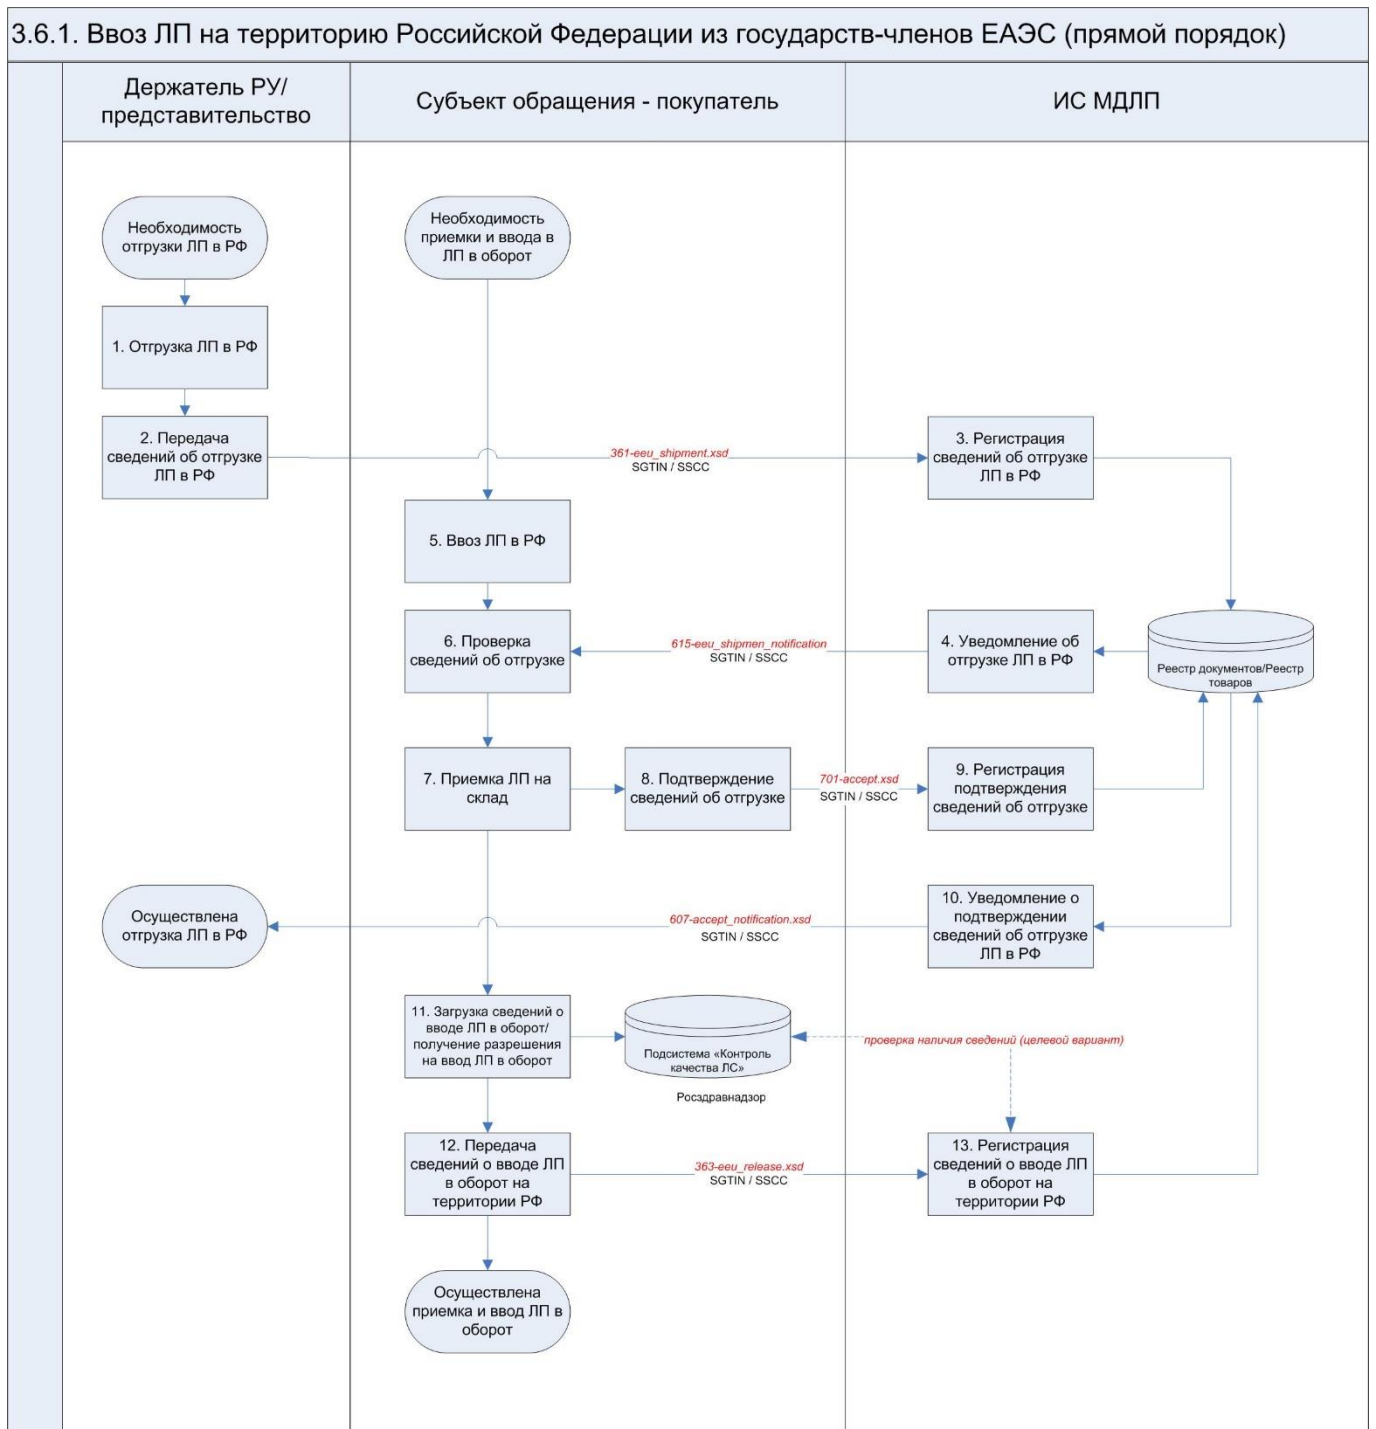 3.6.1. Ввоз ЛП на территорию Российской Федерации из государств-членов ЕАЭС (прямой порядок)
Держатель РУ/
представительство
Субъект обращения - покупатель
ИС МДЛП
Необходимость
отгрузки ЛП в РФ
Необходимость
приемки и ввода в
ЛП в оборот
1. Отгрузка ЛП в РФ
2. Передача
сведений об отгрузке
ЛП в РФ
361-eeu_shipment.xsd
SGTIN / SSCC
3. Регистрация
сведений об отгрузке
ЛП в РФ
5. Ввоз ЛП в РФ
6. Проверка
сведений об отгрузке
615-eeu_shipmen_notification
SGTIN / SSCC
4. Уведомление об
отгрузке ЛП в РФ
Реестр документов/Реестр
товаров
7. Приемка ЛП на
склад
8. Подтверждение
сведений об отгрузке
701-accept.xsd
SGTIN / SSCC
9. Регистрация
подтверждения
сведений об отгрузке
Осуществлена
отгрузка ЛП в РФ
607-accept_notification.xsd
SGTIN / SSCC
10. Уведомление о
подтверждении
сведений об отгрузке
ЛП в РФ
11. Загрузка сведений о
вводе ЛП в оборот/
получение разрешения
на ввод ЛП в оборот
Подсистема «Контроль
качества ЛС»
Росздравнадзор
проверка наличия сведений (целевой вариант)
12. Передача
сведений о вводе ЛП
в оборот на
территории РФ
363-eeu_release.xsd
SGTIN / SSCC
13. Регистрация
сведений о вводе ЛП
в оборот на
территории РФ
Осуществлена
приемка и ввод ЛП в
оборот